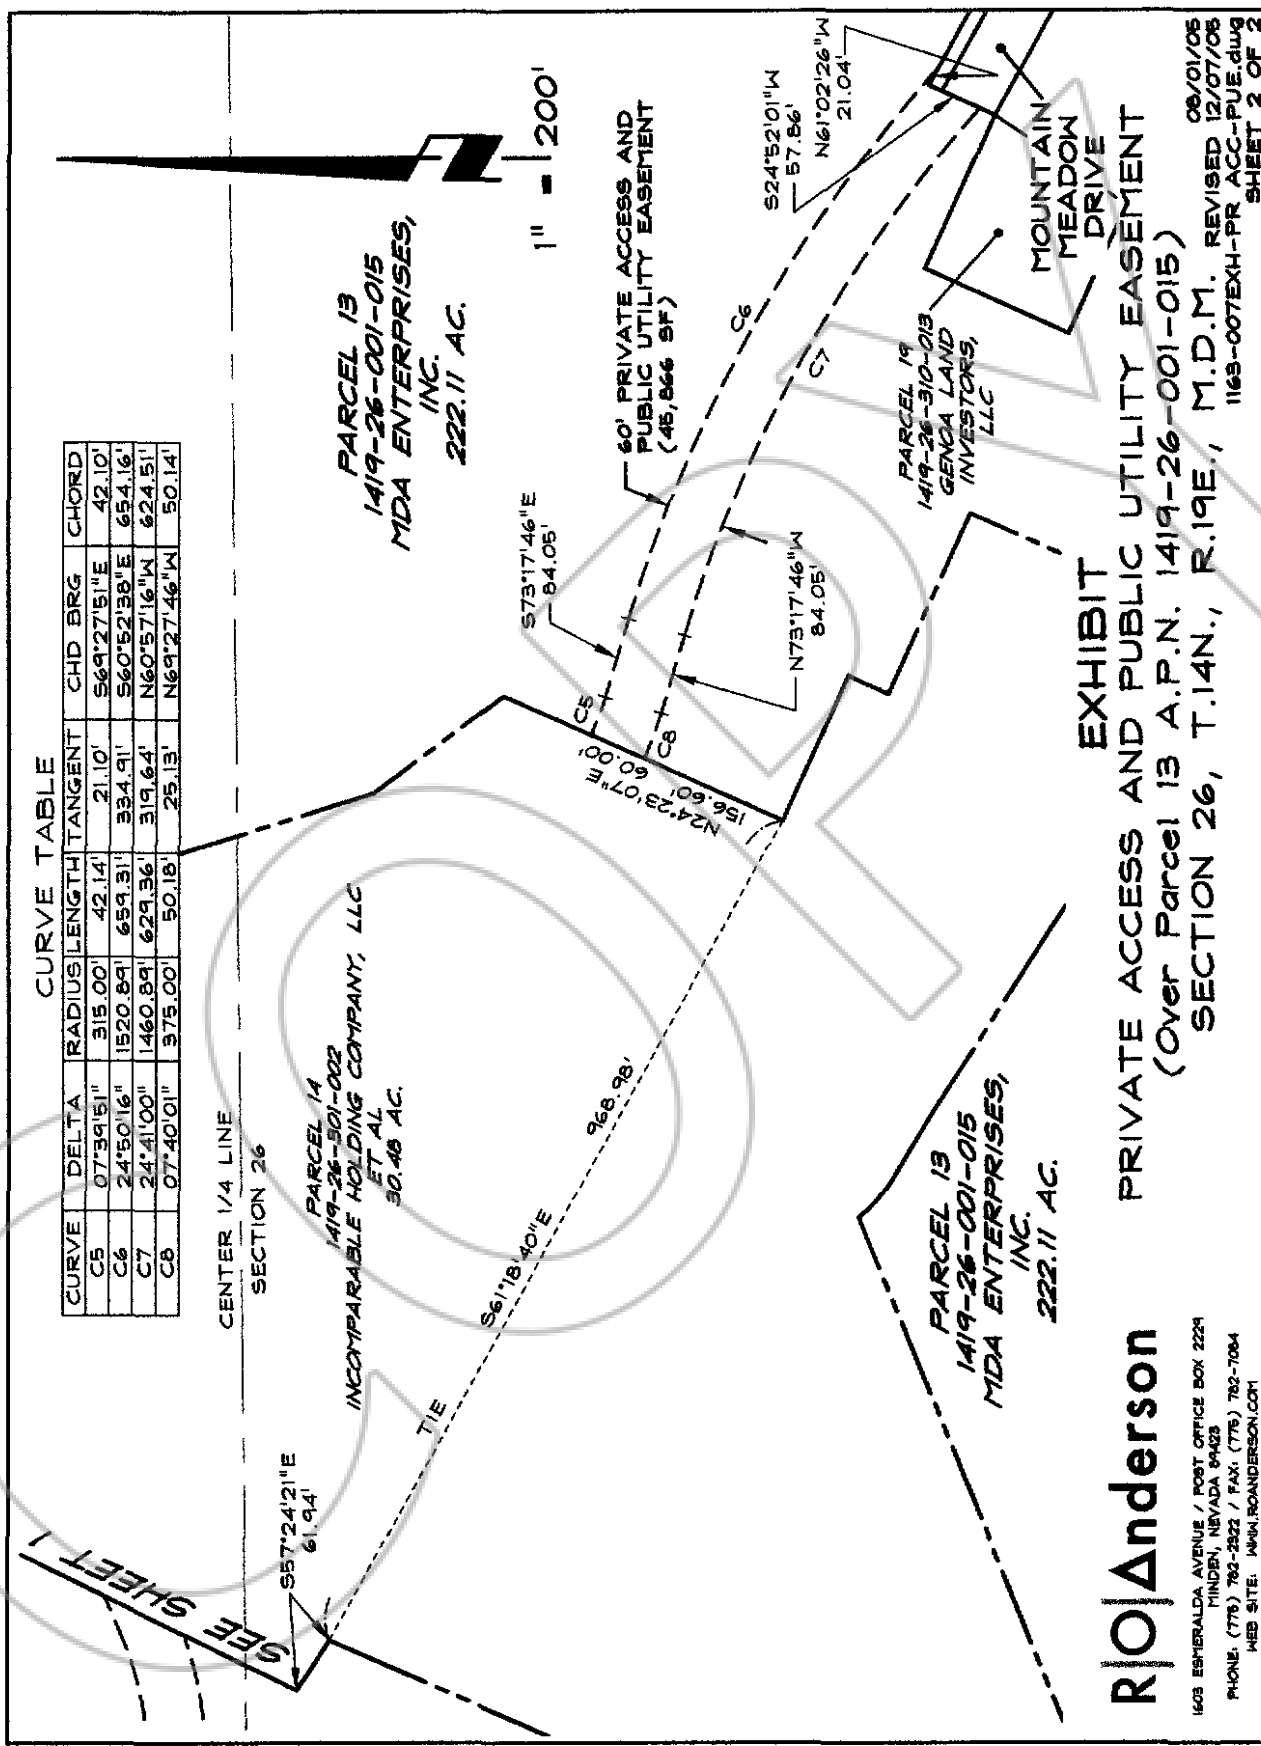 CURVE TABLE
CURVE DELTA RADIUS LENGTH TANGENT CHD BRG CHORD
C5 07°39'51" 315.00' 42.14' 21.10' S69°27'51"E 42.10'
C6 24°50'16" 1520.89' 659.31' 334.91' S60°52'38"E 654.16'
C7 24°41'00" 1460.89' 629.36' 319.64' N60°57'16"W 624.51'
C8 07°40'01" 375.00' 50.18' 25.13' N69°27'46"W 50.14'
CENTER 1/4 LINE
SECTION 26
1" = 200'
PARCEL 13
1419-26-001-015
MDA ENTERPRISES,
INC.
222.11 AC.
PARCEL 14
1419-26-301-002
INCOMPARABLE HOLDING COMPANY, LLC
ET AL
30.48 AC.
SEE SHEET 1
S57°24'21"E
61.94'
TIE
S61°18'40"E
968.98'
N24°23'07"E
156.60'
60.00'
C5
C8
S73°17'46"E
84.05'
N73°17'46"W
84.05'
60' PRIVATE ACCESS AND
PUBLIC UTILITY EASEMENT
(45,866 SF)
C6
C7
S24°52'01"W
57.86'
N61°02'26"W
21.04'
PARCEL 19
1419-26-310-013
GENOA LAND
INVESTORS,
LLC
MOUNTAIN
MEADOW
DRIVE
PARCEL 13
1419-26-001-015
MDA ENTERPRISES,
INC.
222.11 AC.
EXHIBIT
PRIVATE ACCESS AND PUBLIC UTILITY EASEMENT
(Over Parcel 13 A.P.N. 1419-26-001-015)
SECTION 26, T.14N., R.19E., M.D.M.
08/01/05
REVISED 12/07/05
1163-007EXH-PR ACC-PUE.dwg
SHEET 2 OF 2
R|O|Anderson
1603 ESMERALDA AVENUE / POST OFFICE BOX 2229
MINDEN, NEVADA 89423
PHONE: (775) 782-2322 / FAX: (775) 782-7084
WEB SITE: WWW.ROANDERSON.COM
COPY